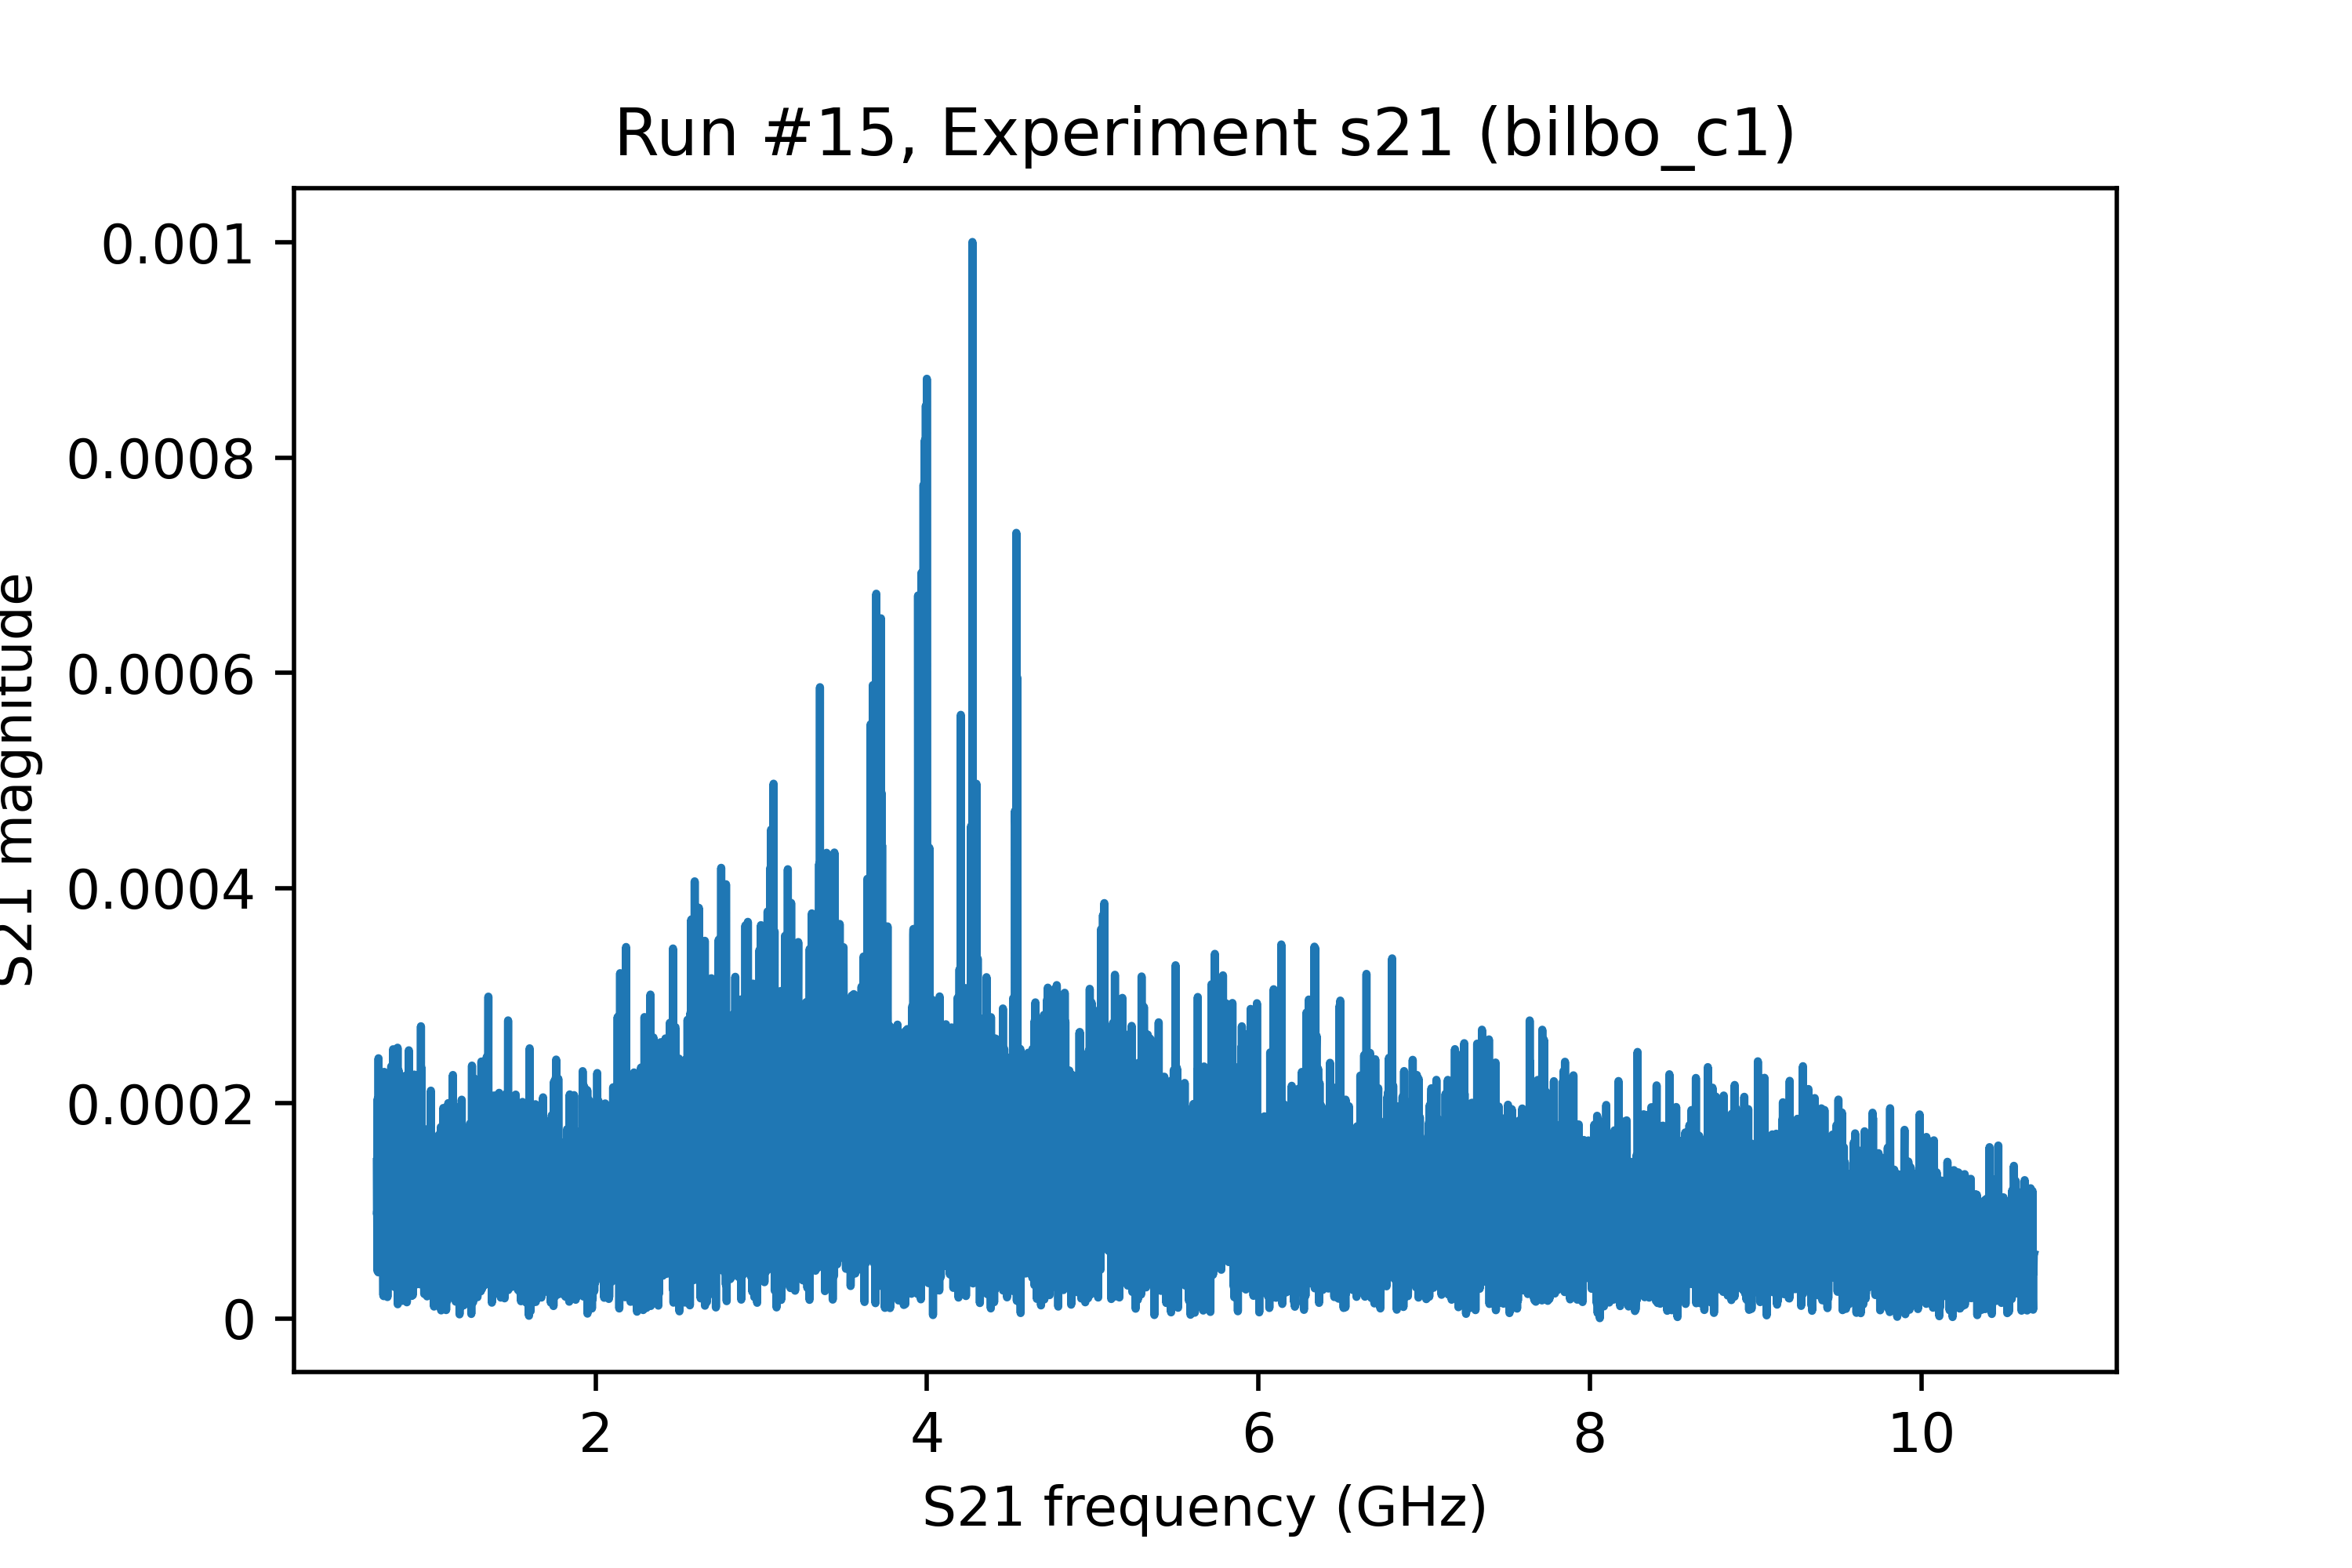 Run #15, Experiment s21 (bilbo_c1)
0.001
0.0008
0.0006
0.0004
0.0002
0
S21 magnitude
2 4 6 8 10
S21 frequency (GHz)